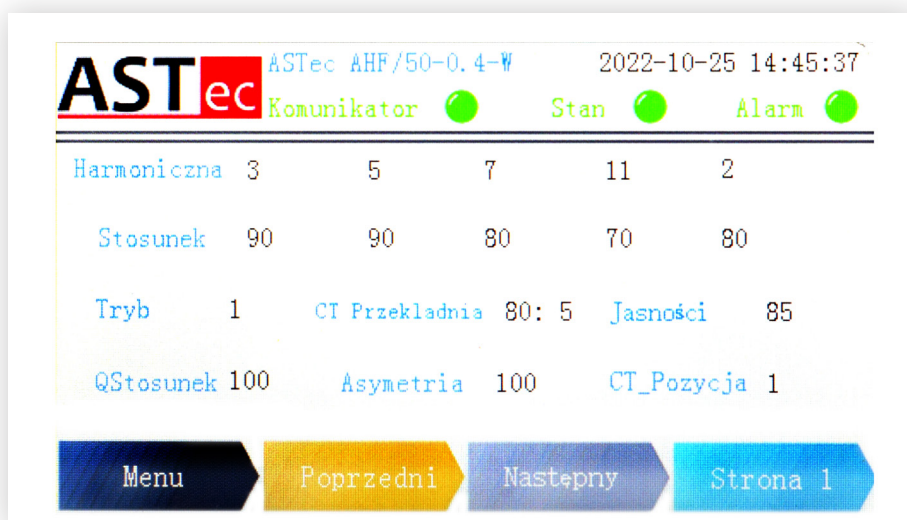 ASTec ASTec AHF/50-0.4-W 2022-10-25 14:45:37
Komunikator Stan Alarm
Harmoniczna 3 5 7 11 2
Stosunek 90 90 80 70 80
Tryb 1 CT Przekladnia 80: 5 Jasności 85
QStosunek 100 Asymetria 100 CT_Pozycja 1
Menu Poprzedni Następny Strona 1